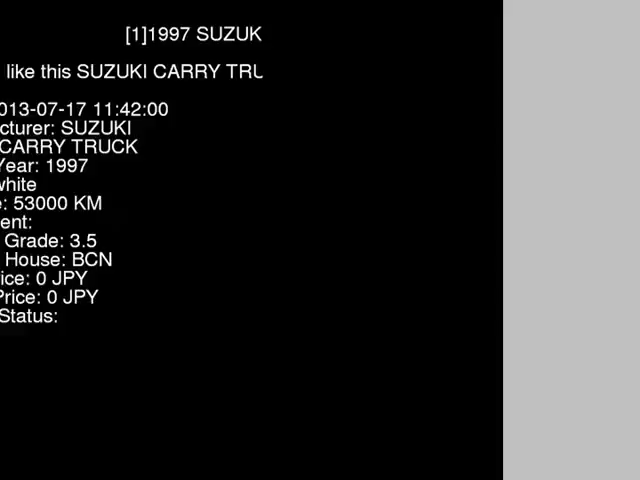 [1]1997 SUZUK
like this SUZUKI CARRY TRU
013-07-17 11:42:00
cturer: SUZUKI
CARRY TRUCK
Year: 1997
white
e: 53000 KM
ent:
Grade: 3.5
House: BCN
ice: 0 JPY
Price: 0 JPY
Status: